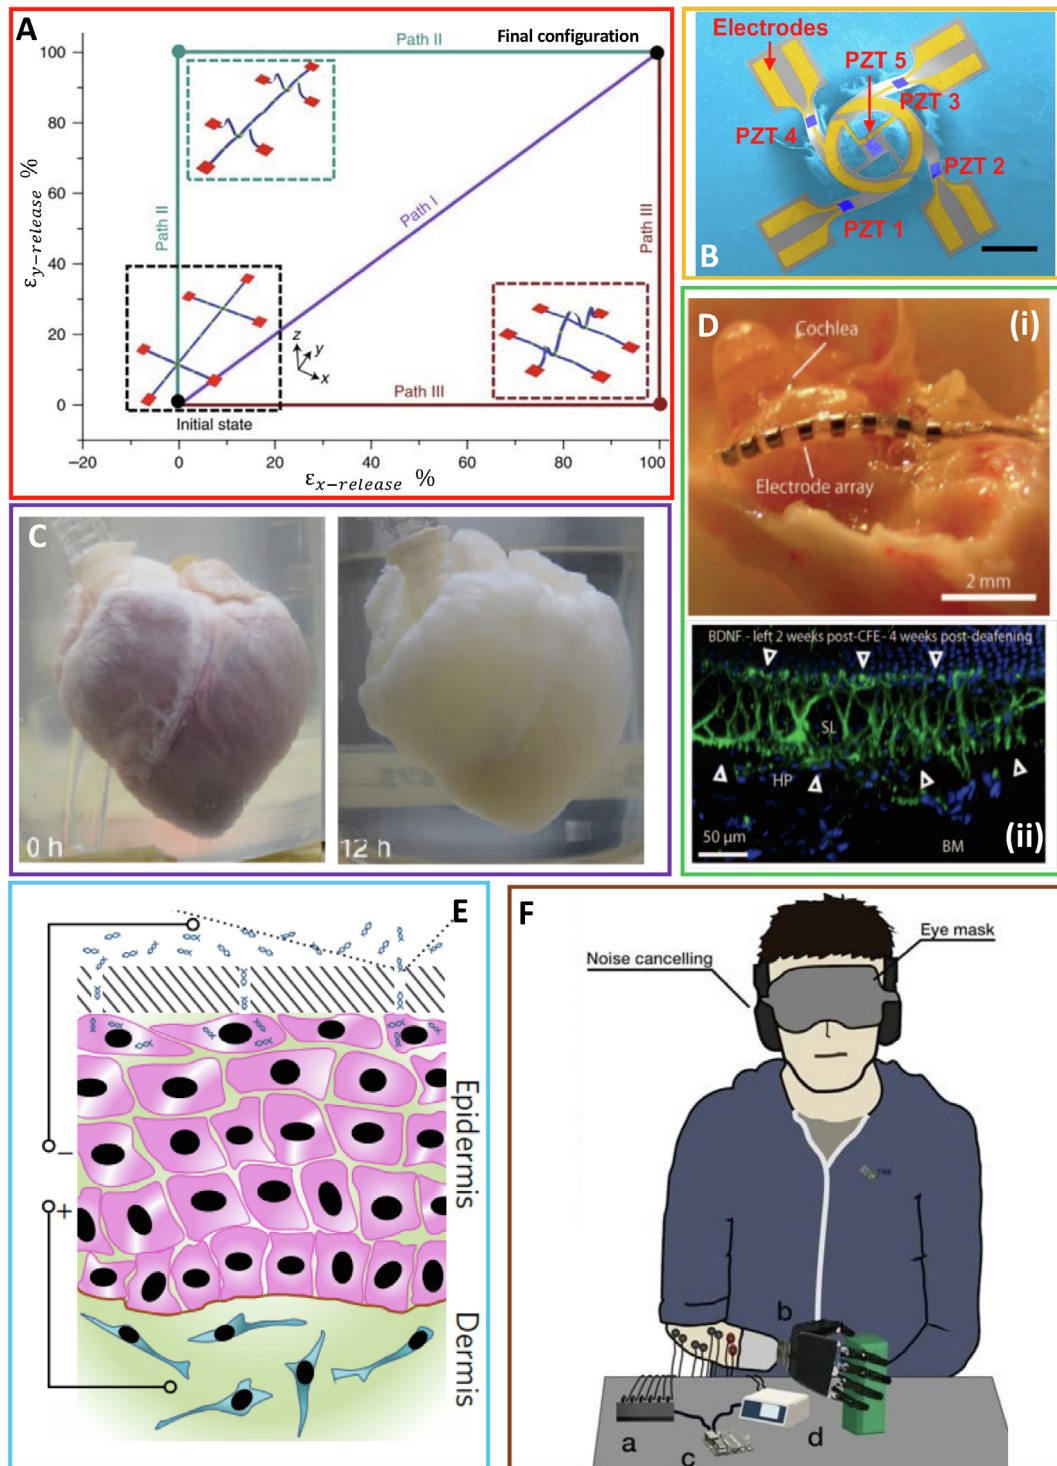 A
100
80
60
40
20
0
−20
0
20
40
60
80
100
εy−release %
εx−release %
Path II
Final configuration
Path II
Path I
Path III
Path III
Initial state
z
y
x
Electrodes
PZT 5
PZT 3
PZT 4
PZT 2
PZT 1
B
C
0 h
12 h
D
(i)
Cochlea
Electrode array
2 mm
BDNF - left 2 weeks post-CFE - 4 weeks post-deafening
SL
HP
50 µm
BM
(ii)
E
−
+
Epidermis
Dermis
F
Eye mask
Noise cancelling
b
a
c
d